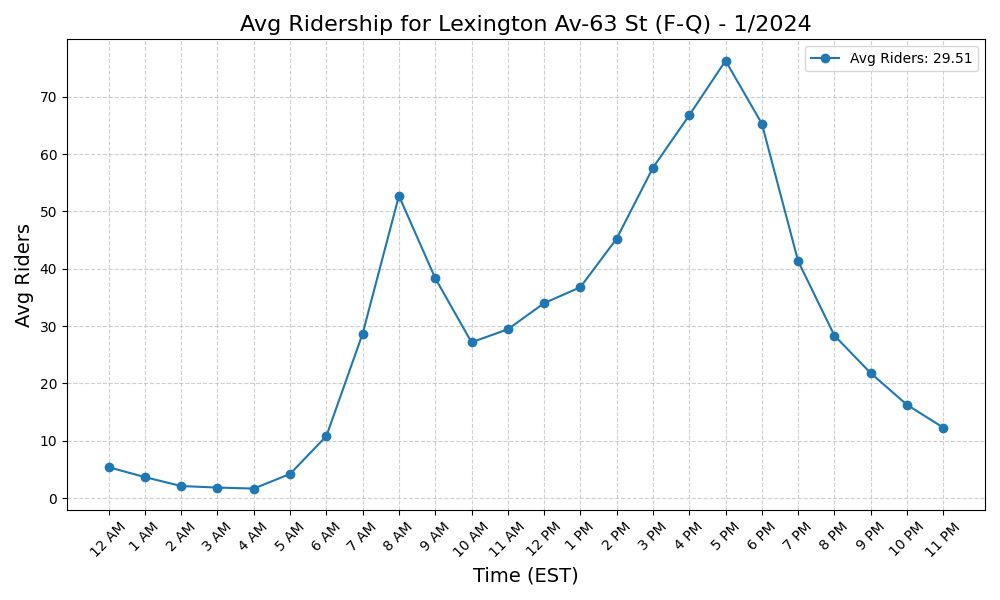 Avg Ridership for Lexington Av-63 St (F-Q) - 1/2024
Avg Riders: 29.51
Avg Riders
70
60
50
40
30
20
10
0
12 AM
1 AM
2 AM
3 AM
4 AM
5 AM
6 AM
7 AM
8 AM
9 AM
10 AM
11 AM
12 PM
1 PM
2 PM
3 PM
4 PM
5 PM
6 PM
7 PM
8 PM
9 PM
10 PM
11 PM
Time (EST)